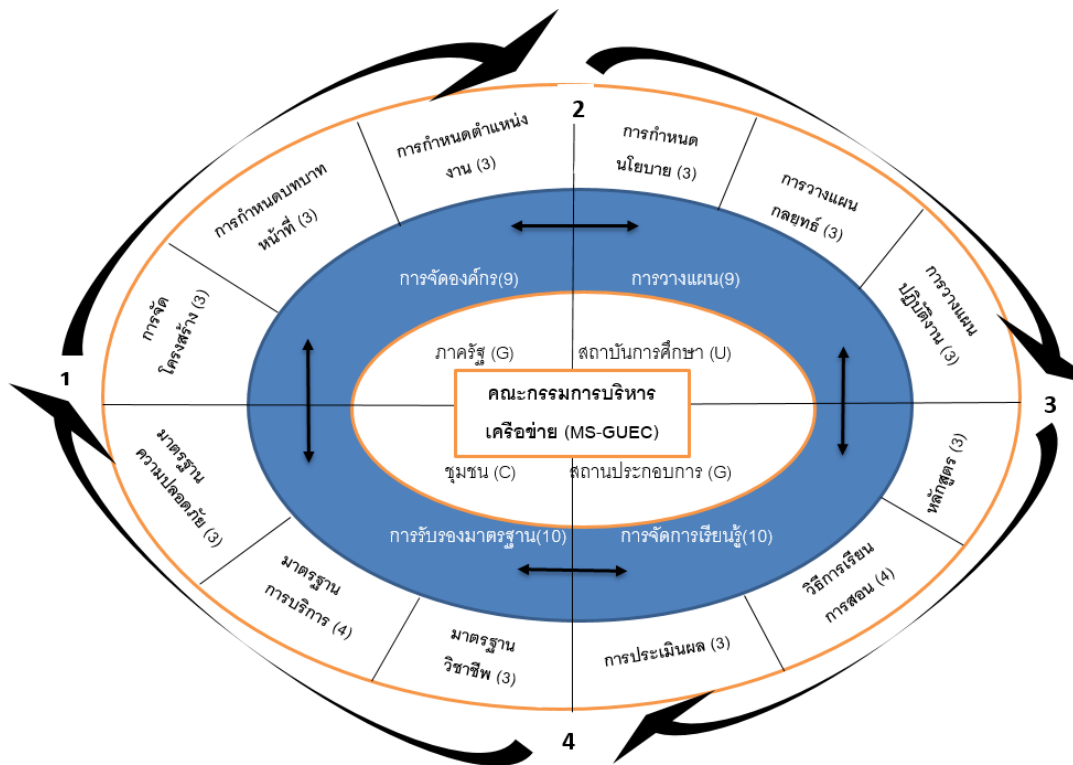 2
การกำหนดตำแหน่ง
งาน (3)
การกำหนด
นโยบาย (3)
การกำหนดบทบาท
หน้าที่ (3)
การวางแผน
กลยุทธ์ (3)
การจัด
โครงสร้าง (3)
การวางแผน
ปฏิบัติงาน (3)
การจัดองค์กร(9)
การวางแผน(9)
ภาครัฐ (G)
สถาบันการศึกษา (U)
1
คณะกรรมการบริหาร
เครือข่าย (MS-GUEC)
3
ชุมชน (C)
สถานประกอบการ (G)
มาตรฐาน
ความปลอดภัย (3)
หลักสูตร (3)
การรับรองมาตรฐาน(10)
การจัดการเรียนรู้(10)
มาตรฐาน
การบริการ (4)
วิธีการเรียน
การสอน (4)
มาตรฐาน
วิชาชีพ (3)
การประเมินผล (3)
4